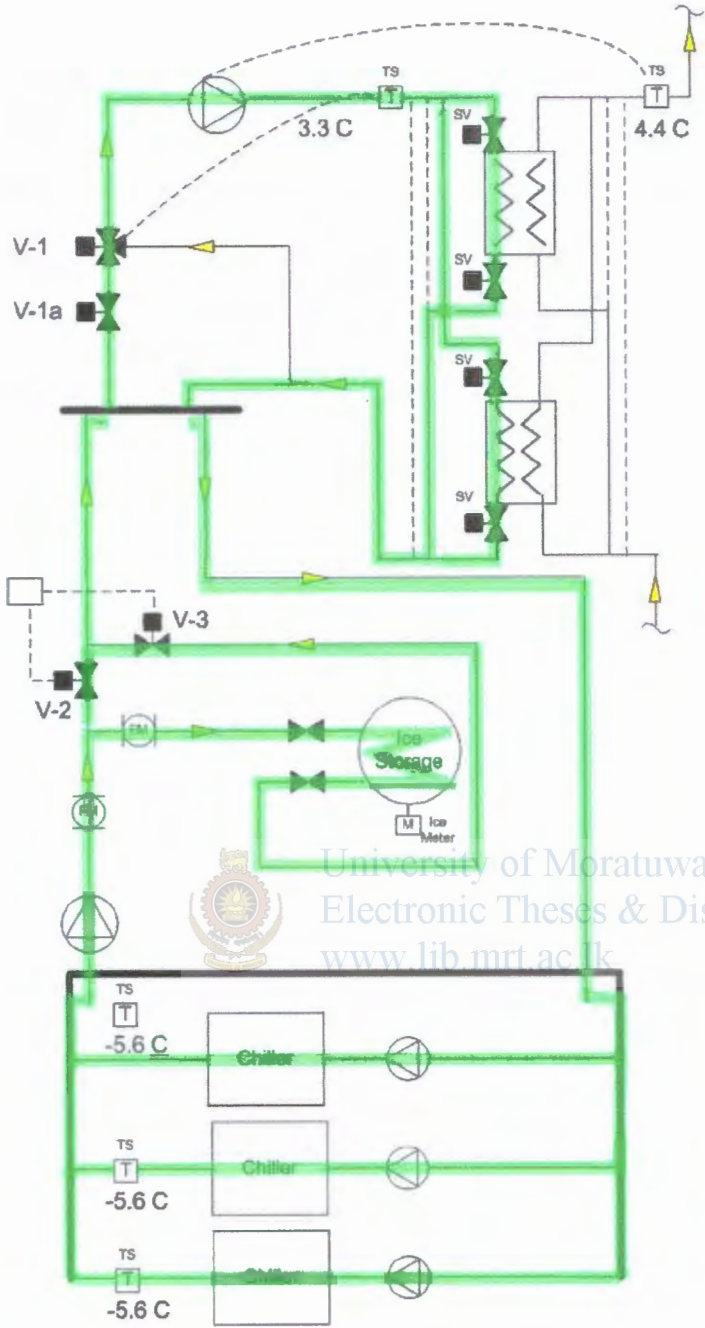 TS
T
3.3 C
TS
T
4.4 C
SV
V-1
SV
V-1a
SV
SV
V-3
V-2
Ice
Storage
M
Ice
Meter
University of Moratuwa
Electronic Theses & Dis
www.lib.mrt.ac.lk
TS
T
-5.6 C
Chiller
TS
T
-5.6 C
Chiller
TS
T
-5.6 C
Chiller